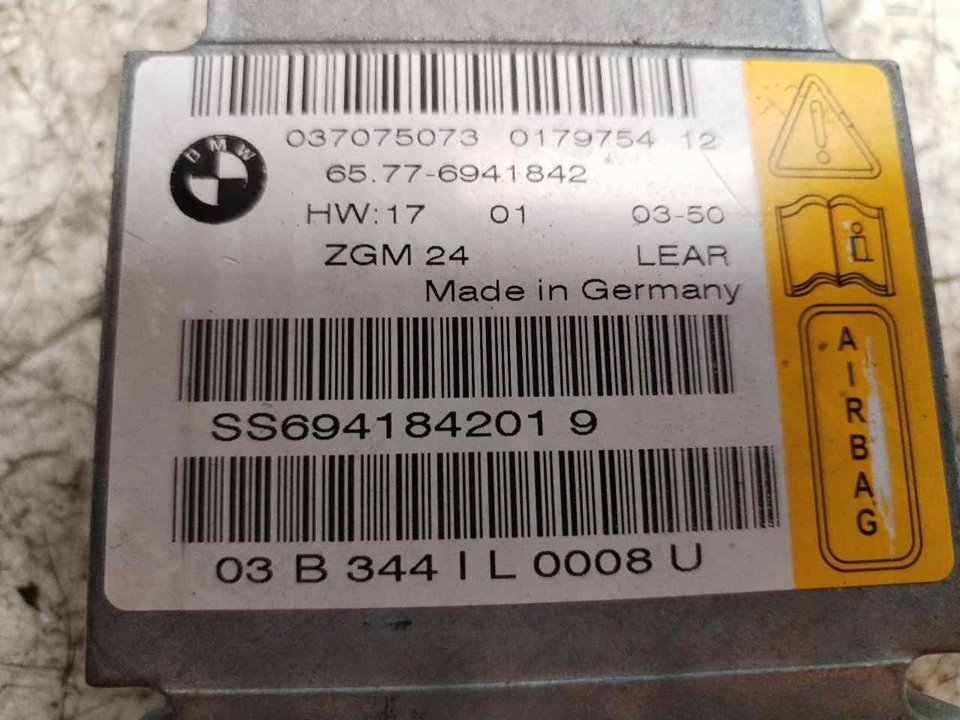 BMW
037075073 0179754 12
65.77-6941842
HW:17 01 03-50
ZGM 24 LEAR
Made in Germany
SS694184201 9
03 B 344 I L 0008 U
!
i
AIRBAG